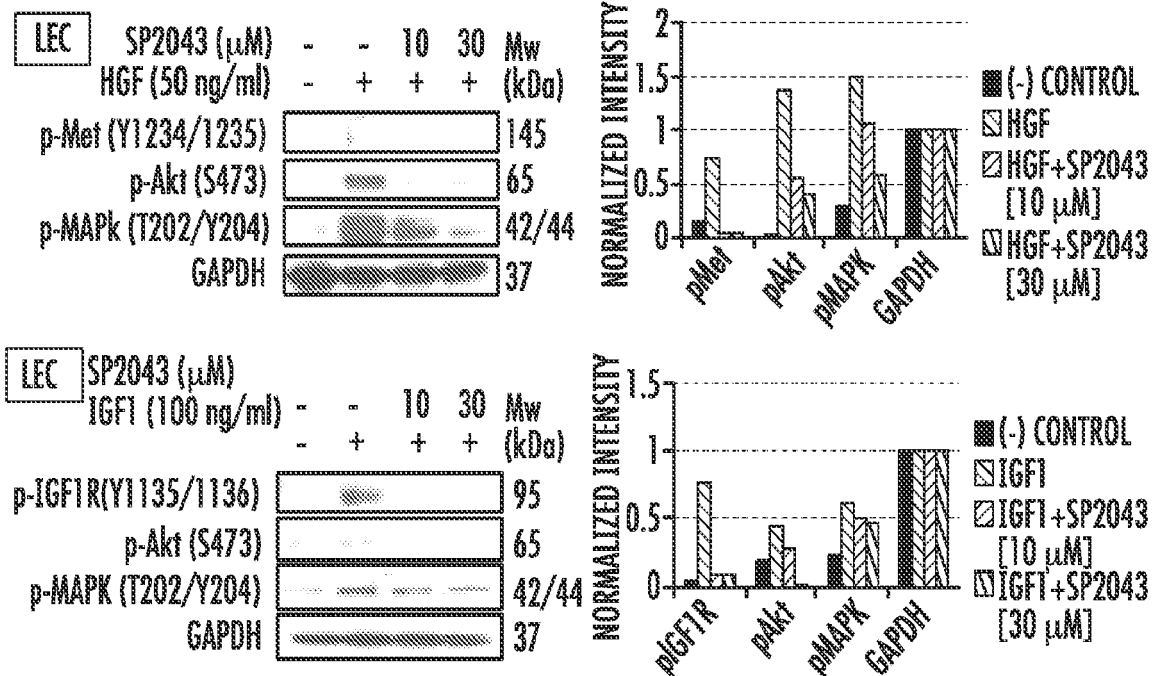 LEC
SP2043 (μM) - - 10 30 Mw
HGF (50 ng/ml) - + + + (kDa)
p-Met (Y1234/1235) 145
p-Akt (S473) 65
p-MAPk (T202/Y204) 42/44
GAPDH 37
NORMALIZED INTENSITY
2
1.5
1
0.5
0
pMet pAkt pMAPK GAPDH
(-) CONTROL
HGF
HGF+SP2043
[10 μM]
HGF+SP2043
[30 μM]
LEC
SP2043 (μM)
IGF1 (100 ng/ml) - - 10 30 Mw
- + + + (kDa)
p-IGF1R(Y1135/1136) 95
p-Akt (S473) 65
p-MAPK (T202/Y204) 42/44
GAPDH 37
NORMALIZED INTENSITY
1.5
1
0.5
0
pIGF1R pAkt pMAPK GAPDH
(-) CONTROL
IGF1
IGF1+SP2043
[10 μM]
IGF1+SP2043
[30 μM]